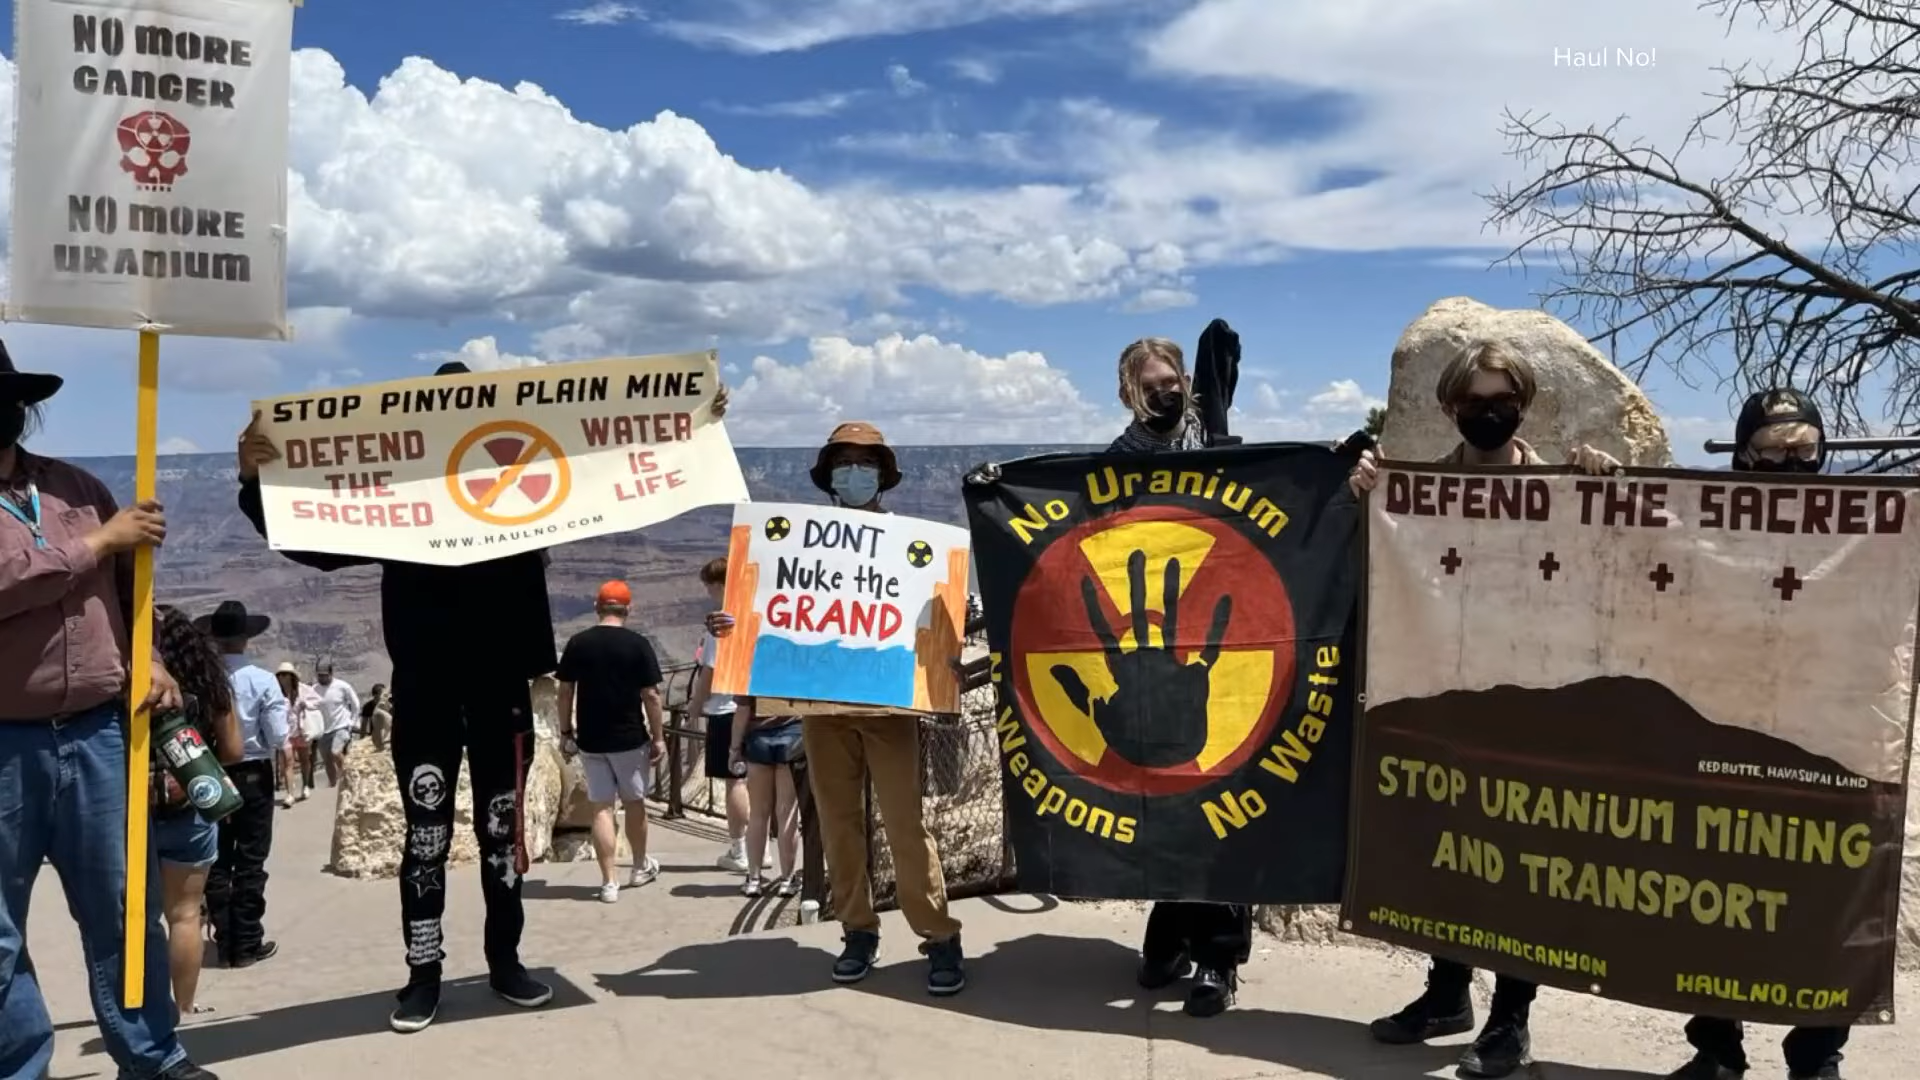 Haul No!
NO MORE
CANCER
NO MORE
URANIUM
STOP PINYON PLAIN MINE
DEFEND
THE
SACRED
WATER
IS
LIFE
WWW.HAULNO.COM
DONT
Nuke the
GRAND
No Uranium
No Weapons
No Waste
DEFEND THE SACRED
REDBUTTE, HAVASUPAI LAND
STOP URANiUM MiNiNG
AND TRANSPORT
#PROTECTGRANDCANYON
HAULNO.COM